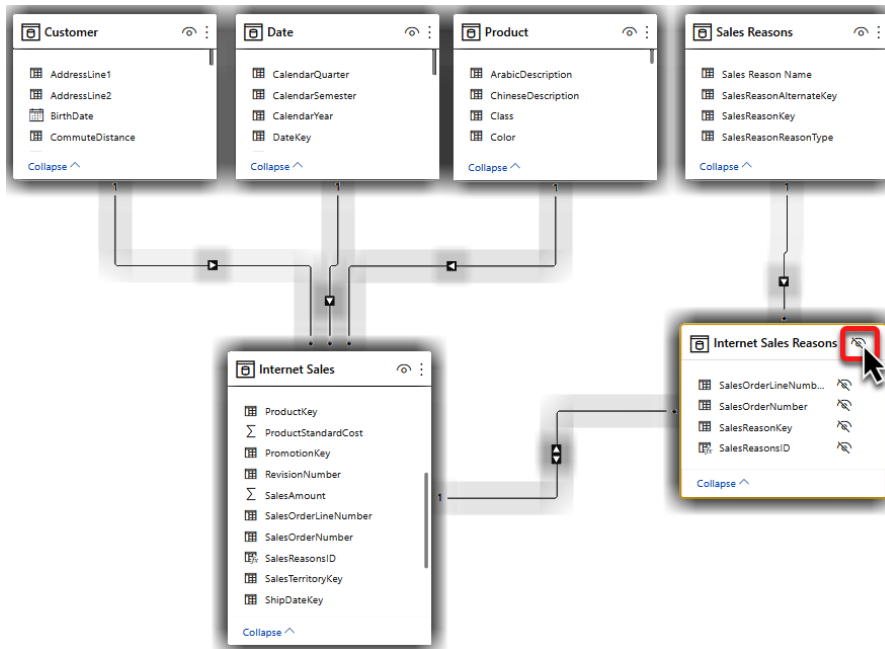 Customer
AddressLine1
AddressLine2
BirthDate
CommuteDistance
Collapse
Date
CalendarQuarter
CalendarSemester
CalendarYear
DateKey
Collapse
Product
ArabicDescription
ChineseDescription
Class
Color
Collapse
Sales Reasons
Sales Reason Name
SalesReasonAlternateKey
SalesReasonKey
SalesReasonReasonType
Collapse
1
1
1
1
Internet Sales
ProductKey
ProductStandardCost
PromotionKey
RevisionNumber
SalesAmount
SalesOrderLineNumber
SalesOrderNumber
SalesReasonsID
SalesTerritoryKey
ShipDateKey
Collapse
1
Internet Sales Reasons
SalesOrderLineNumb...
SalesOrderNumber
SalesReasonKey
SalesReasonsID
Collapse